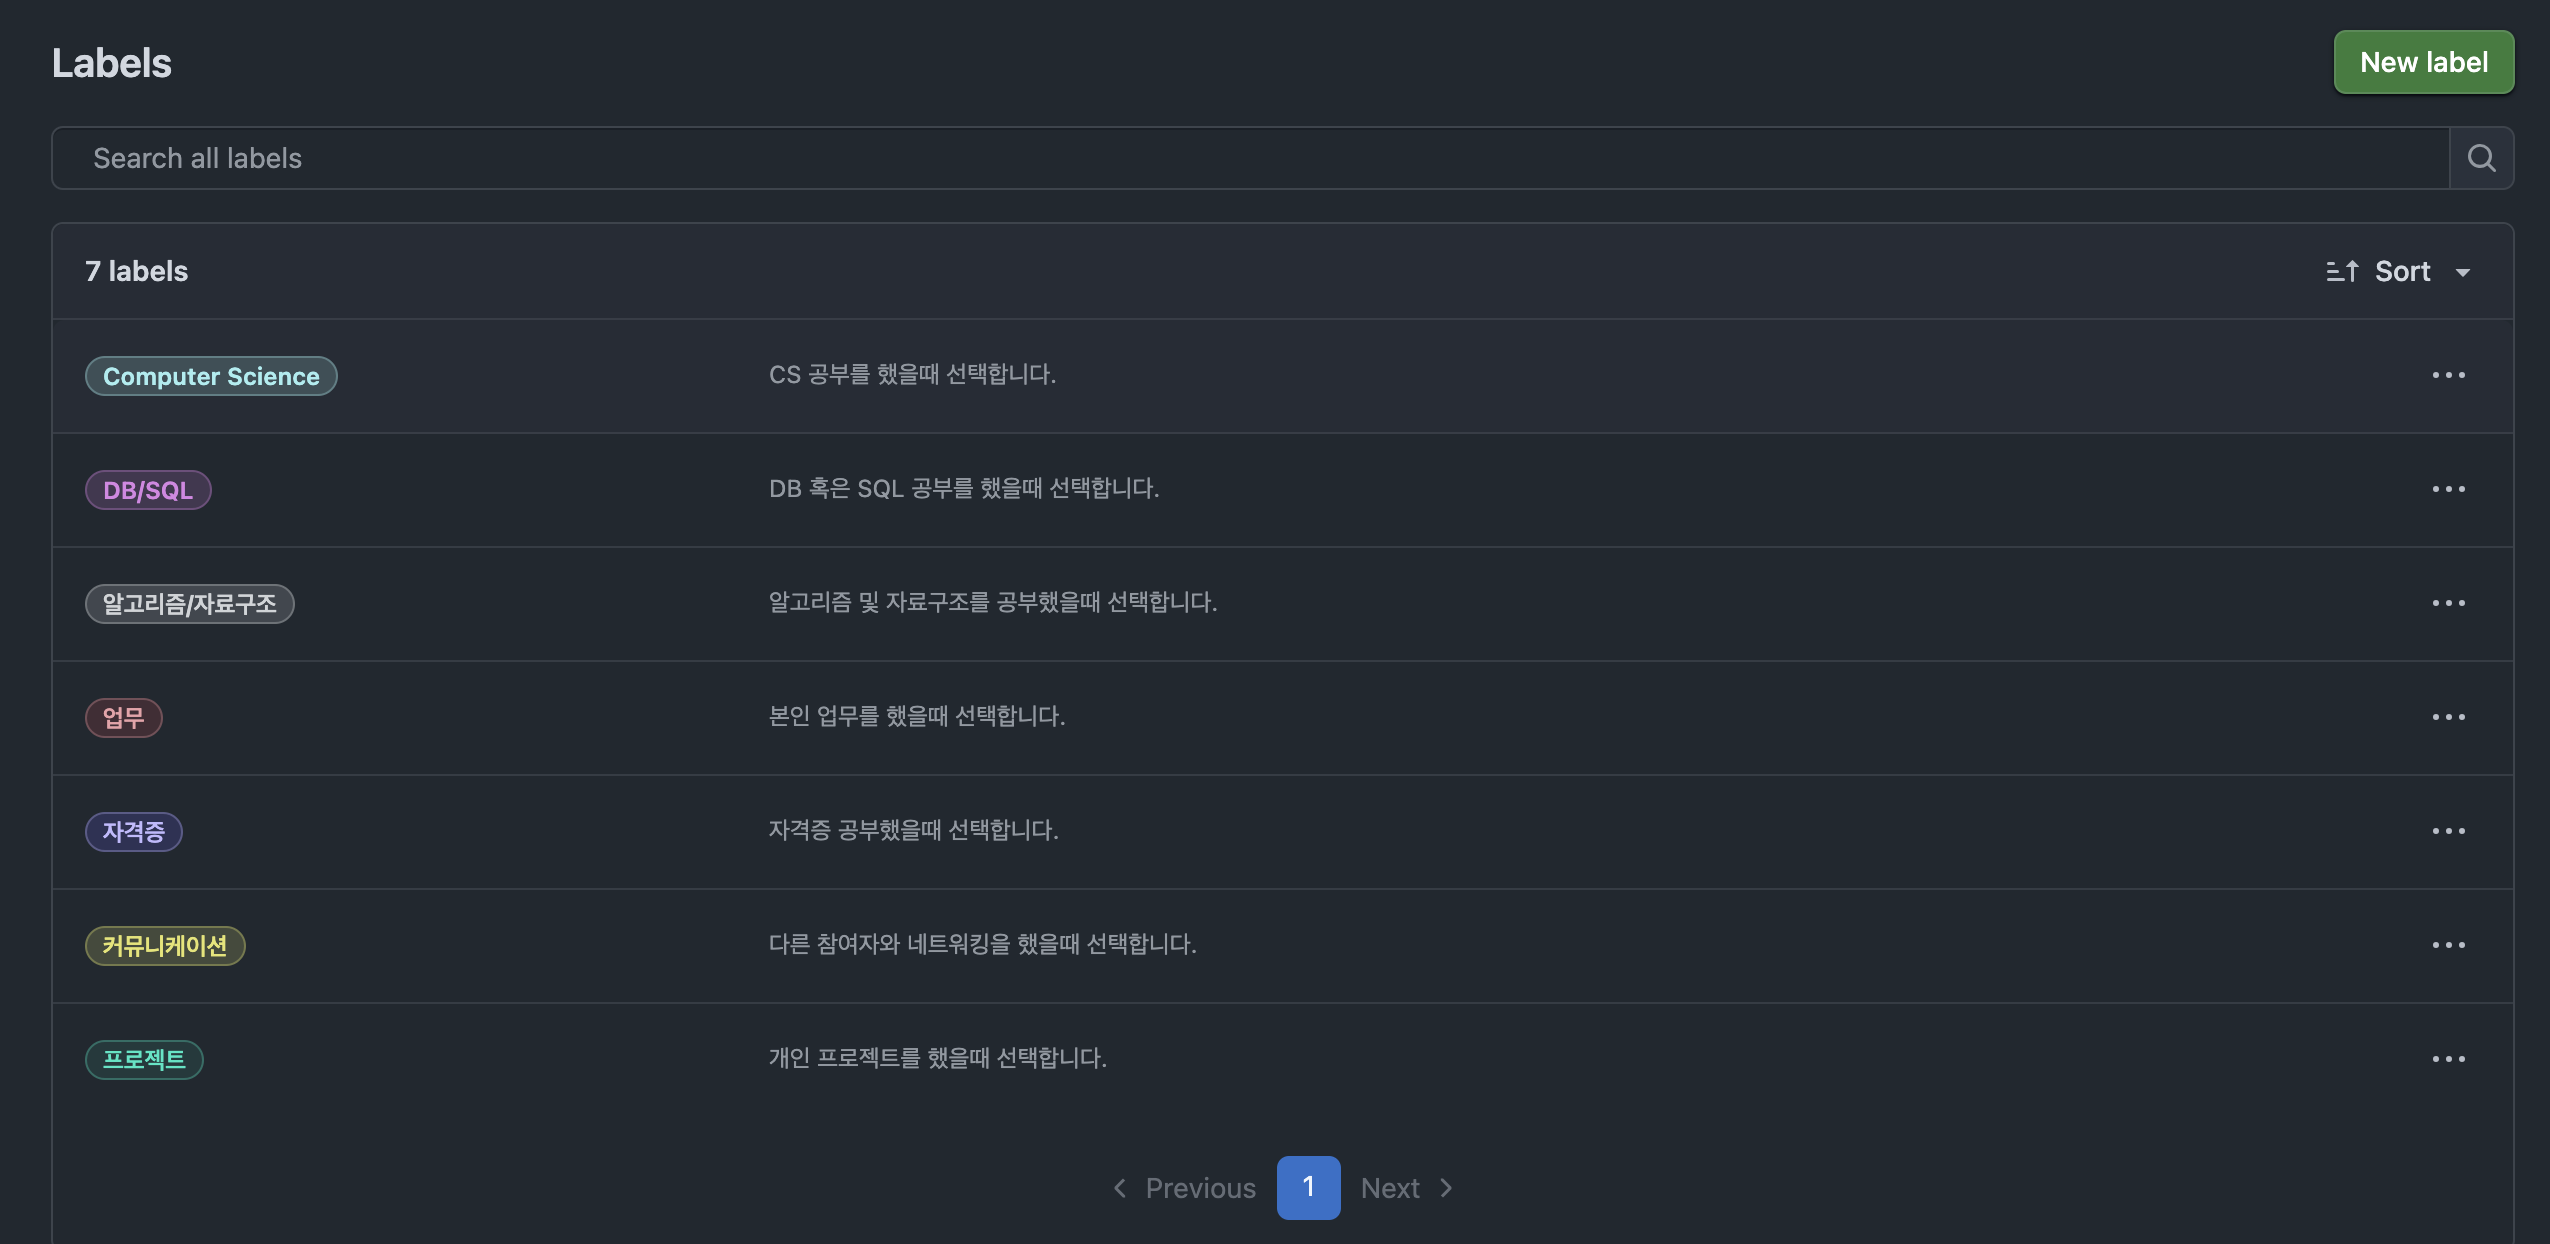 Labels
New label
Search all labels
7 labels
Sort
Computer Science
CS 공부를 했을때 선택합니다.
DB/SQL
DB 혹은 SQL 공부를 했을때 선택합니다.
알고리즘/자료구조
알고리즘 및 자료구조를 공부했을때 선택합니다.
업무
본인 업무를 했을때 선택합니다.
자격증
자격증 공부했을때 선택합니다.
커뮤니케이션
다른 참여자와 네트워킹을 했을때 선택합니다.
프로젝트
개인 프로젝트를 했을때 선택합니다.
Previous 1 Next